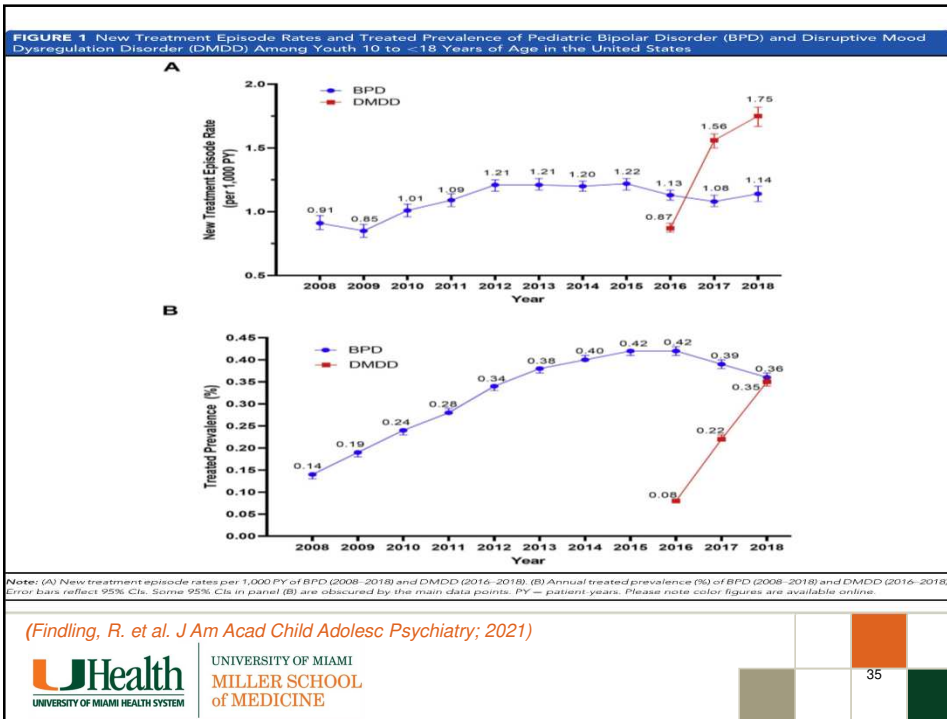 FIGURE 1 New Treatment Episode Rates and Treated Prevalence of Pediatric Bipolar Disorder (BPD) and Disruptive Mood
Dysregulation Disorder (DMDD) Among Youth 10 to <18 Years of Age in the United States
A
2.0
1.5
1.0
0.5
New Treatment Episode Rate
(per 1,000 PY)
BPD
DMDD
0.91
0.85
1.01
1.09
1.21
1.21
1.20
1.22
1.13
1.08
1.14
0.87
1.56
1.75
2008 2009 2010 2011 2012 2013 2014 2015 2016 2017 2018
Year
B
0.45
0.40
0.35
0.30
0.25
0.20
0.15
0.10
0.05
0.00
Treated Prevalence (%)
BPD
DMDD
0.14
0.19
0.24
0.28
0.34
0.38
0.40
0.42
0.42
0.39
0.36
0.08
0.22
0.35
2008 2009 2010 2011 2012 2013 2014 2015 2016 2017 2018
Year
Note: (A) New treatment episode rates per 1,000 PY of BPD (2008–2018) and DMDD (2016–2018). (B) Annual treated prevalence (%) of BPD (2008–2018) and DMDD (2016–2018).
Error bars reflect 95% CIs. Some 95% CIs in panel (B) are obscured by the main data points. PY = patient-years. Please note color figures are available online.
(Findling, R. et al. J Am Acad Child Adolesc Psychiatry; 2021)
UHealth
UNIVERSITY OF MIAMI HEALTH SYSTEM
UNIVERSITY OF MIAMI
MILLER SCHOOL
of MEDICINE
35